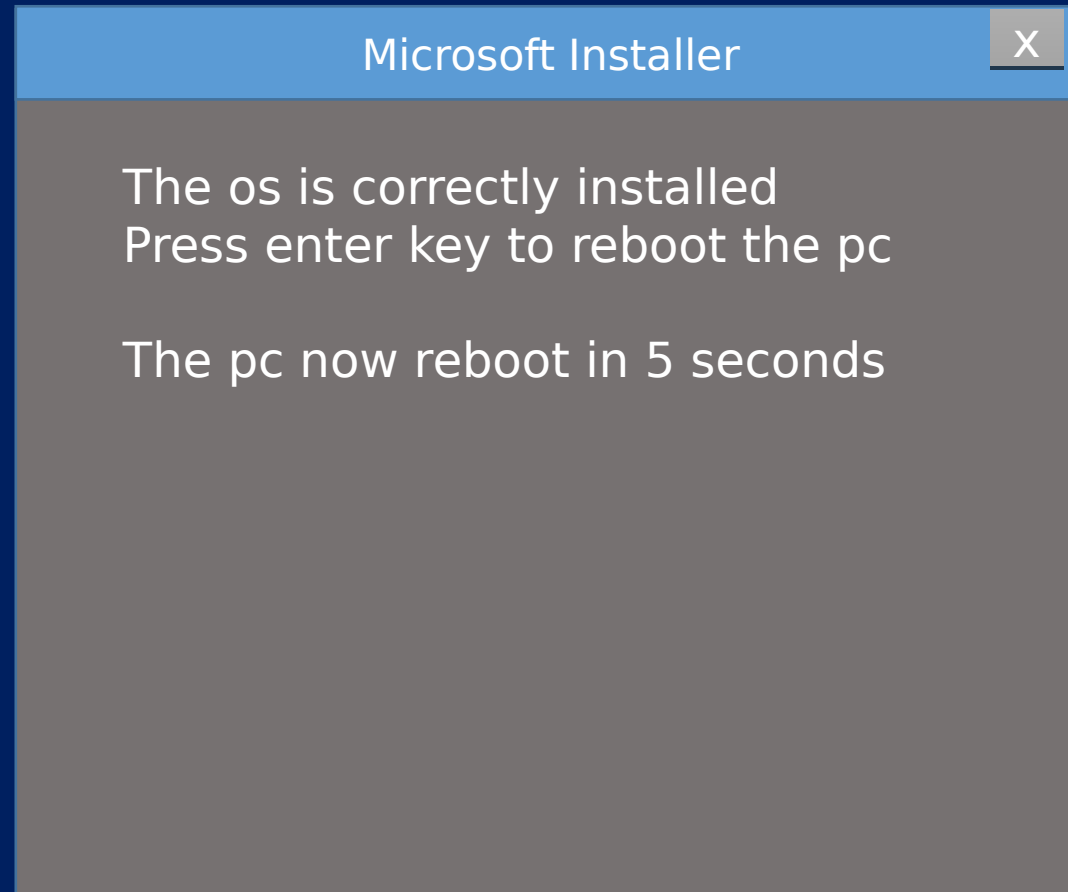 Microsoft Installer
X
The os is correctly installed
Press enter key to reboot the pc
The pc now reboot in 5 seconds